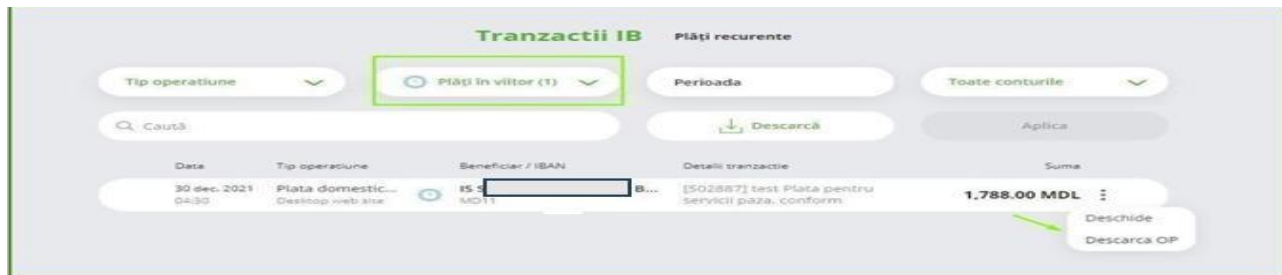 Tranzactii IB Plăți recurente
Tip operatiune Plăți în viitor (1) Perioada Toate conturile
Caută Descarcă Aplica
Data Tip operatiune Beneficiar / IBAN Detalii tranzactie Suma
30 dec. 2021 Plata domestic... IS S B... [502887] test Plata pentru 1,788.00 MDL
04:30 Desktop web site MD11 servicii paza, conform
Deschide
Descarca OP